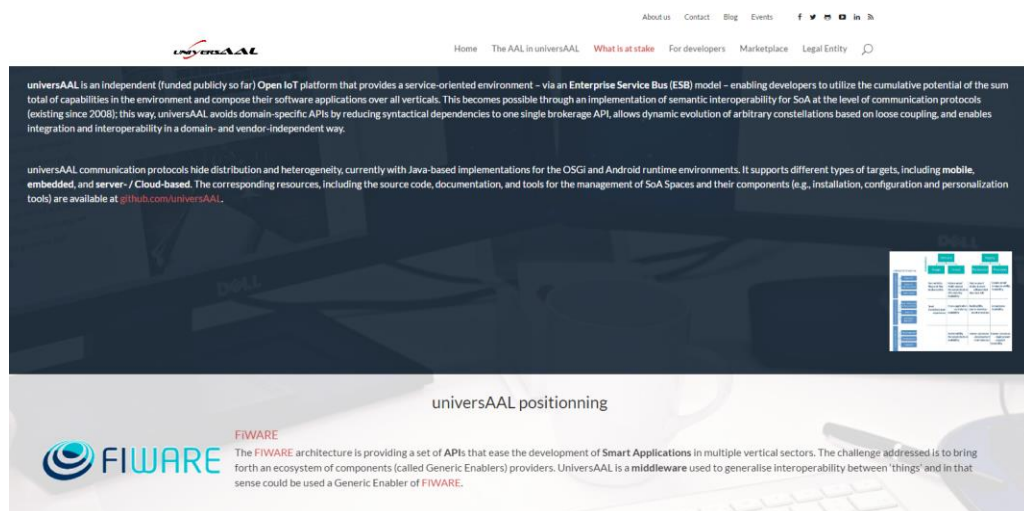 About us Contact Blog Events
universAAL
Home The AAL in universAAL What is at stake For developers Marketplace Legal Entity
universAAL is an independent (funded publicly so far) Open IoT platform that provides a service-oriented environment – via an Enterprise Service Bus (ESB) model – enabling developers to utilize the cumulative potential of the sum
total of capabilities in the environment and compose their software applications over all verticals. This becomes possible through an implementation of semantic interoperability for SoA at the level of communication protocols
(existing since 2008); this way, universAAL avoids domain-specific APIs by reducing syntactical dependencies to one single brokerage API, allows dynamic evolution of arbitrary constellations based on loose coupling, and enables
integration and interoperability in a domain- and vendor-independent way.
universAAL communication protocols hide distribution and heterogeneity, currently with Java-based implementations for the OSGi and Android runtime environments. It supports different types of targets, including mobile,
embedded, and server- / Cloud-based. The corresponding resources, including the source code, documentation, and tools for the management of SoA Spaces and their components (e.g., installation, configuration and personalization
tools) are available at github.com/universAAL.
DELL
DELL
universAAL positionning
FIWARE
FiWARE
The FIWARE architecture is providing a set of APIs that ease the development of Smart Applications in multiple vertical sectors. The challenge addressed is to bring
forth an ecosystem of components (called Generic Enablers) providers. UniversAAL is a middleware used to generalise interoperability between 'things' and in that
sense could be used a Generic Enabler of FIWARE.